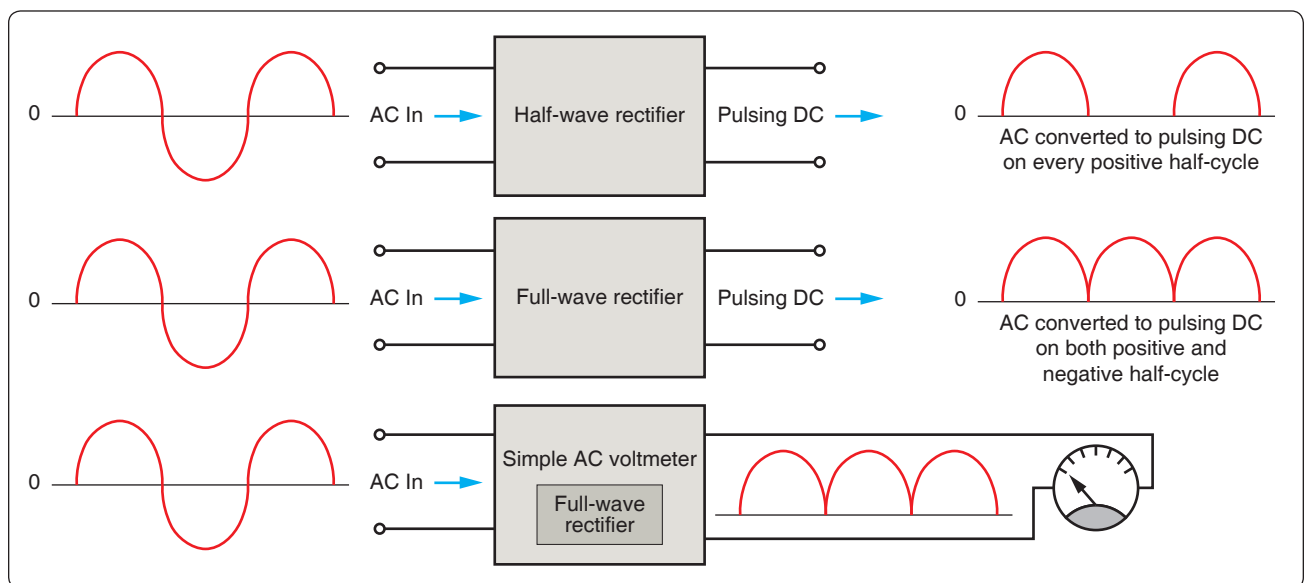 0
AC In
Half-wave rectifier
Pulsing DC
0
AC converted to pulsing DC
on every positive half-cycle
0
AC In
Full-wave rectifier
Pulsing DC
0
AC converted to pulsing DC
on both positive and
negative half-cycle
0
AC In
Simple AC voltmeter
Full-wave
rectifier